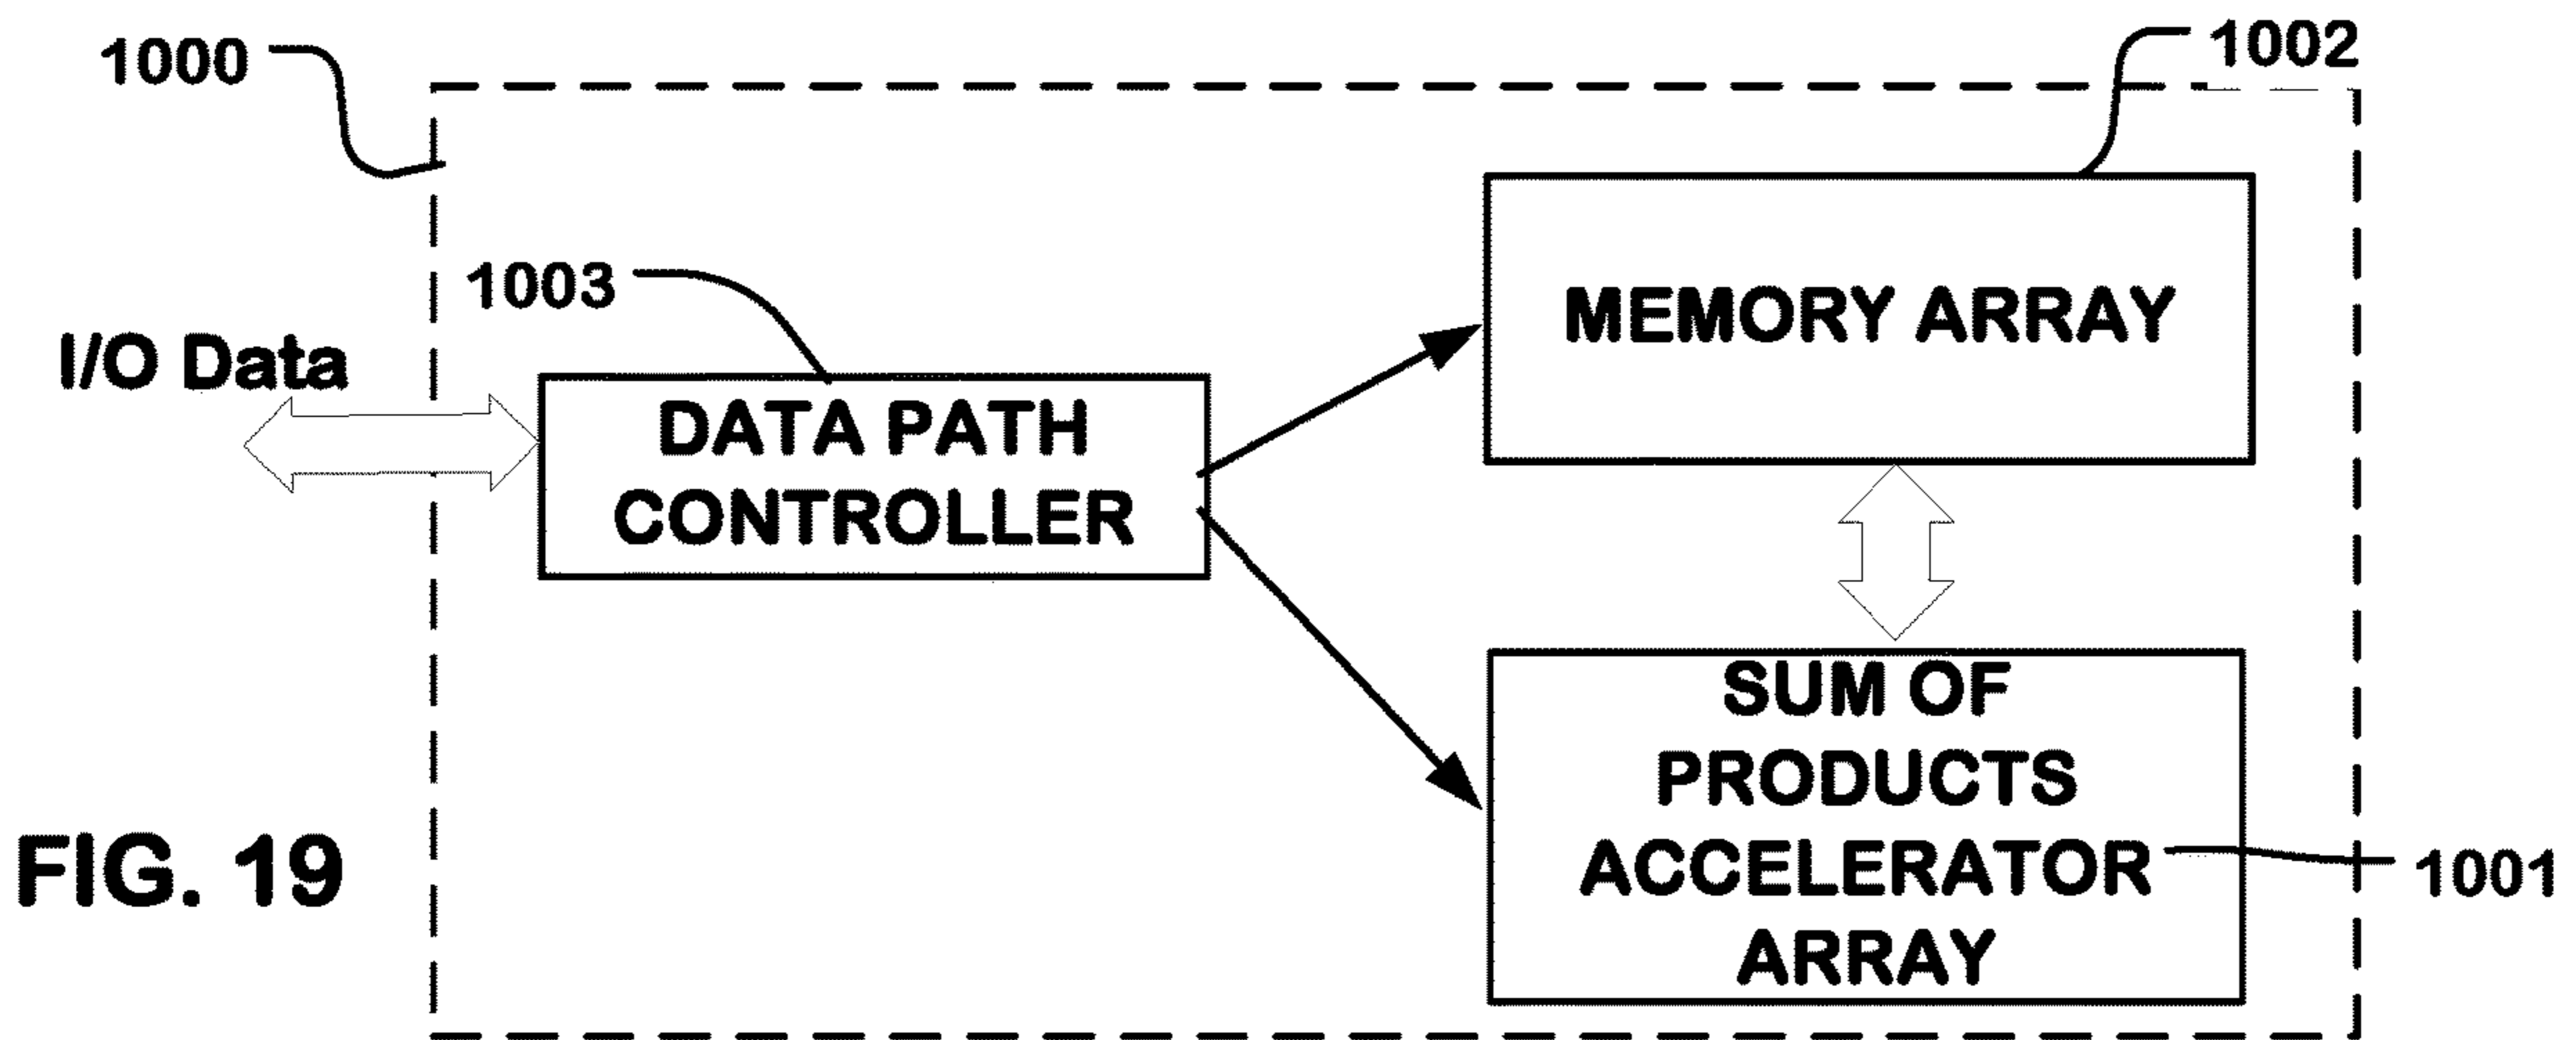 1000
1002
1003
I/O Data
MEMORY ARRAY
DATA PATH
CONTROLLER
SUM OF
PRODUCTS
ACCELERATOR
ARRAY
1001
FIG. 19